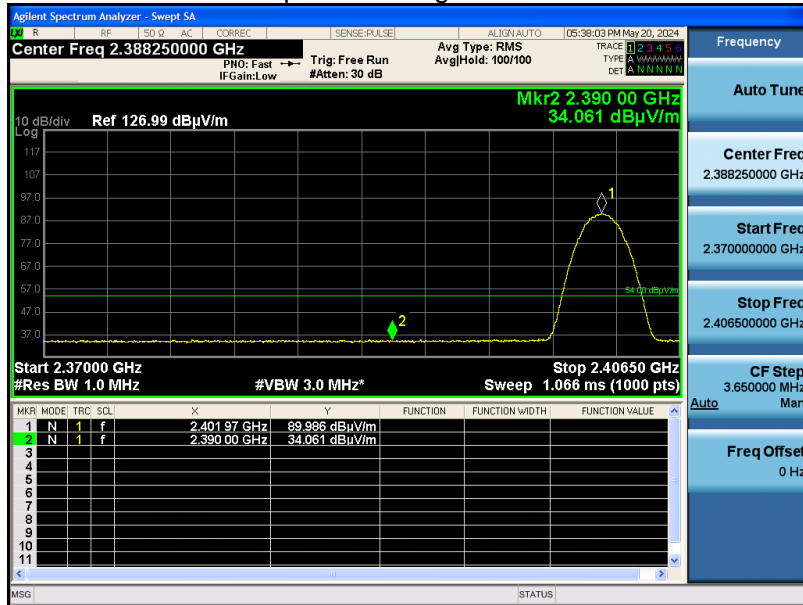 Agilent Spectrum Analyzer - Swept SA
LXI R RF 50 Ω AC CORREC SENSE:PULSE ALIGN AUTO 05:38:03 PM May 20, 2024
Center Freq 2.388250000 GHz
PNO: Fast
IFGain:Low
Trig: Free Run
#Atten: 30 dB
Avg Type: RMS
Avg|Hold: 100/100
TRACE 1 2 3 4 5 6
TYPE A WWWWW
DET A N N N N N
Frequency
Mkr2 2.390 00 GHz
34.061 dBµV/m
10 dB/div Ref 126.99 dBµV/m
Log
117
107
97.0
87.0
77.0
67.0
57.0
47.0
37.0
1
2
54.00 dBµV/m
Start 2.37000 GHz Stop 2.40650 GHz
#Res BW 1.0 MHz #VBW 3.0 MHz* Sweep 1.066 ms (1000 pts)
MKR MODE TRC SCL X Y FUNCTION FUNCTION WIDTH FUNCTION VALUE
1 N 1 f 2.401 97 GHz 89.986 dBµV/m
2 N 1 f 2.390 00 GHz 34.061 dBµV/m
3
4
5
6
7
8
9
10
11
MSG STATUS
Auto Tune
Center Freq
2.388250000 GHz
Start Freq
2.370000000 GHz
Stop Freq
2.406500000 GHz
CF Step
3.650000 MHz
Auto Man
Freq Offset
0 Hz